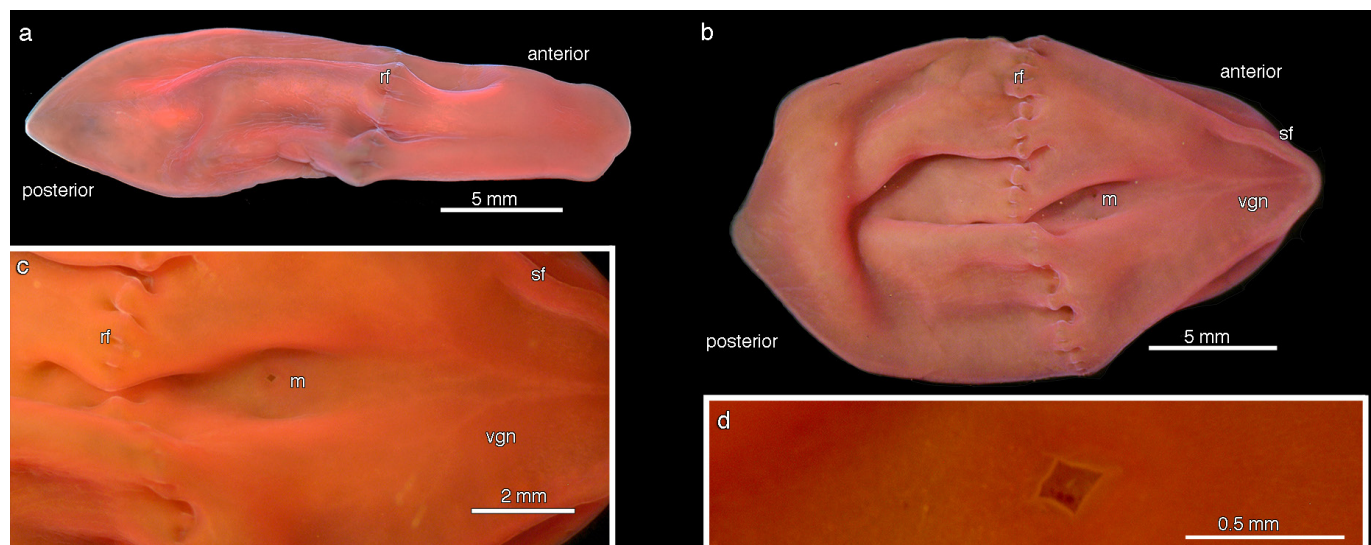 a
anterior
rf
posterior
5 mm
b
anterior
rf
sf
m
vgn
posterior
5 mm
c
sf
rf
m
vgn
2 mm
d
0.5 mm